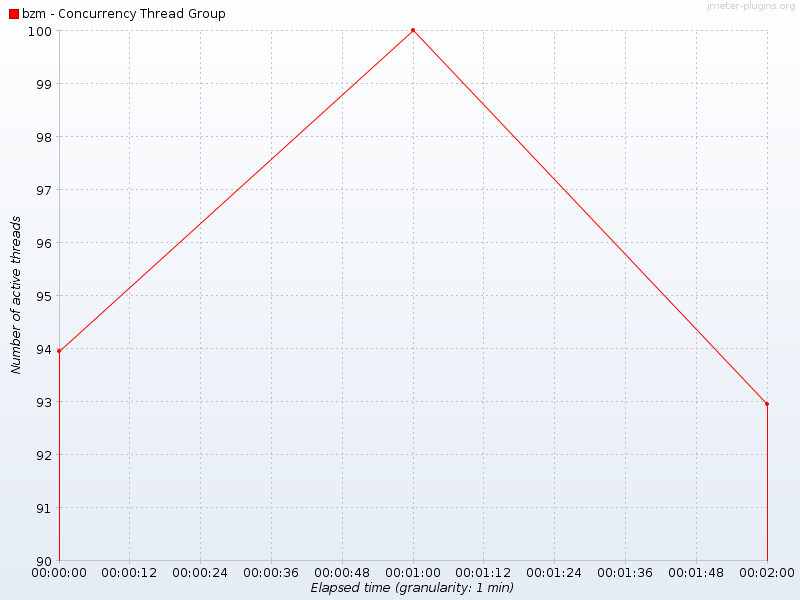 jmeter-plugins.org
bzm - Concurrency Thread Group
100
99
98
97
96
95
94
93
92
91
90
Number of active threads
00:00:00 00:00:12 00:00:24 00:00:36 00:00:48 00:01:00 00:01:12 00:01:24 00:01:36 00:01:48 00:02:00
Elapsed time (granularity: 1 min)